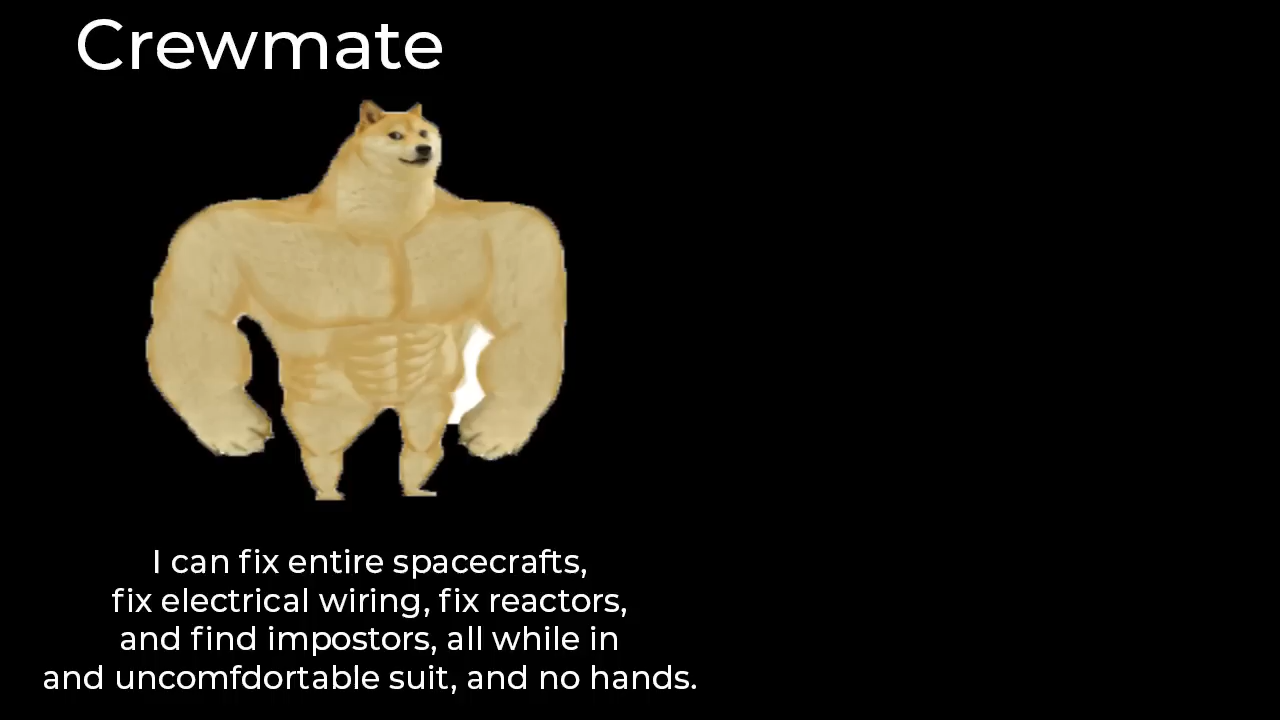 Crewmate
I can fix entire spacecrafts,
fix electrical wiring, fix reactors,
and find impostors, all while in
and uncomfdortable suit, and no hands.